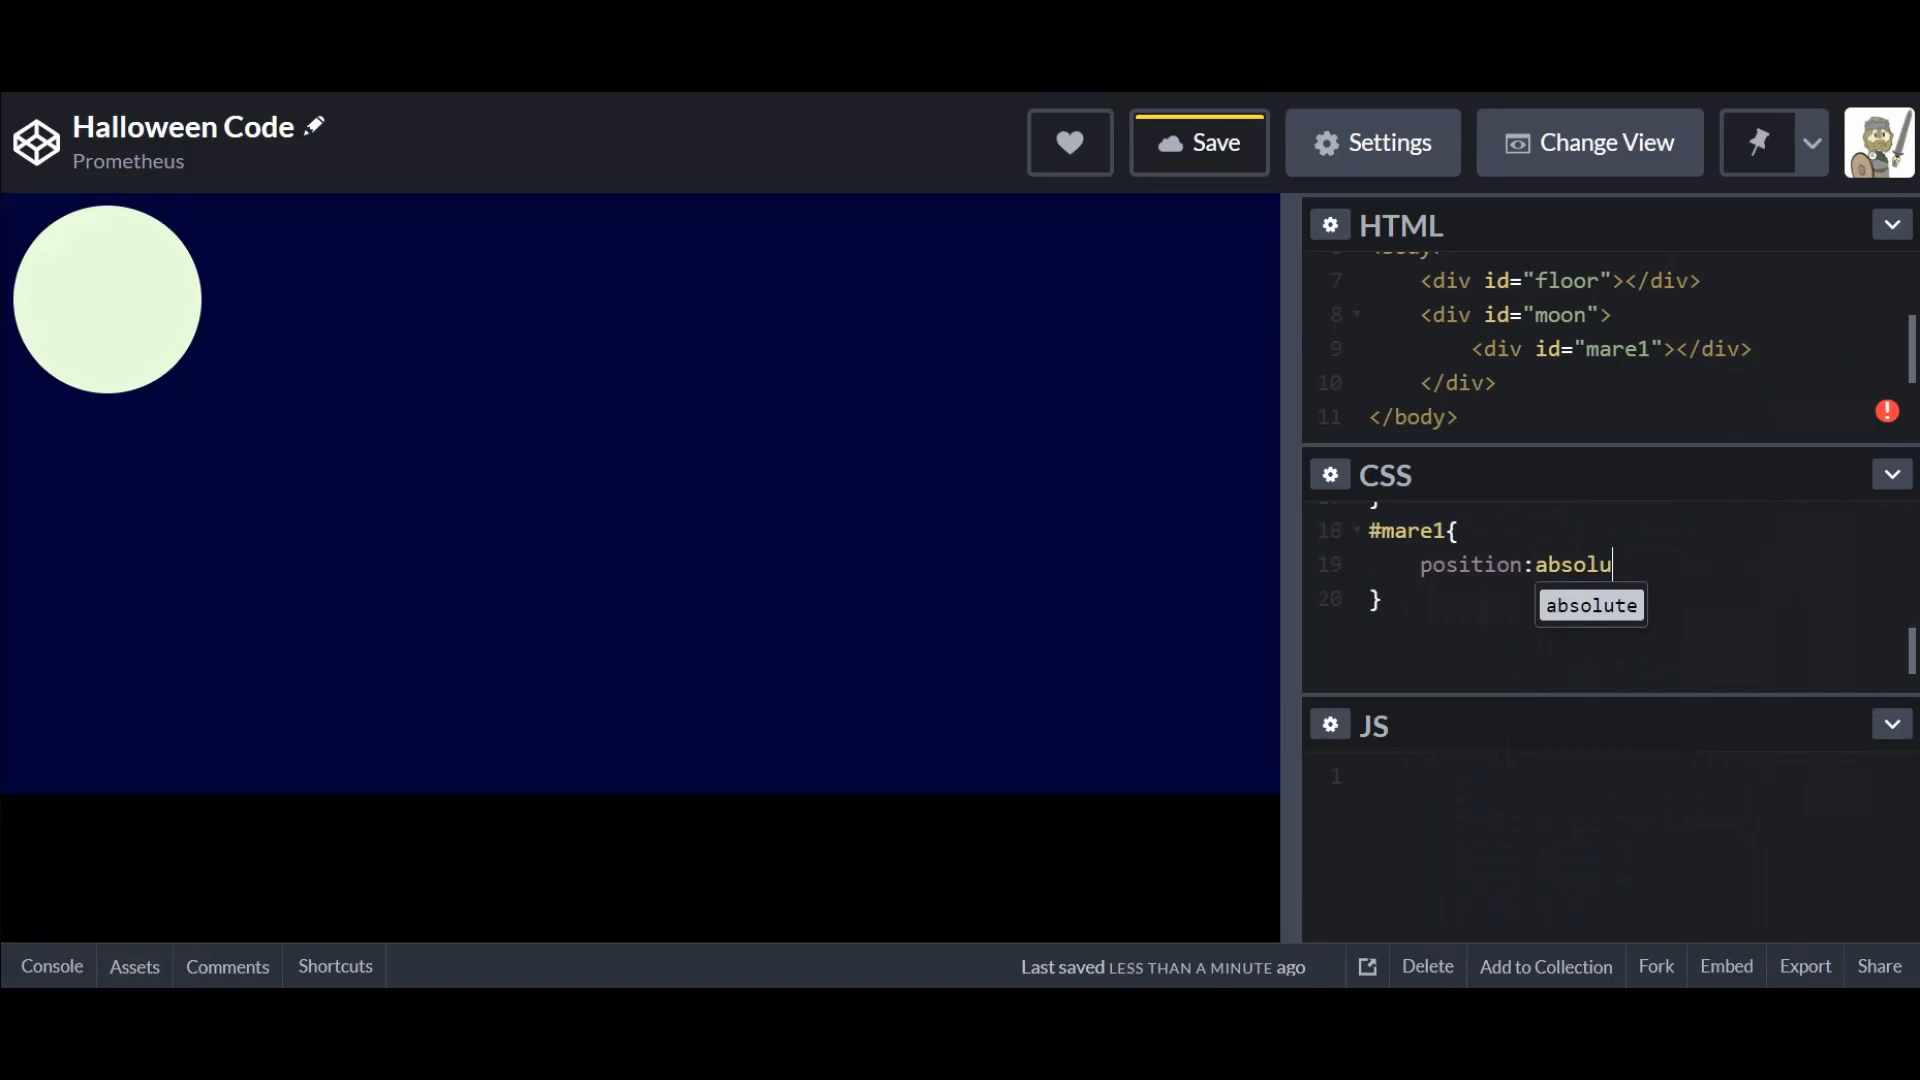 Halloween Code
Prometheus
Save
Settings
Change View
HTML
7 <div id="floor"></div>
8 <div id="moon">
9 <div id="mare1"></div>
10 </div>
11 </body>
CSS
18 #mare1{
19 position:absolu
20 }
absolute
JS
1
Console
Assets
Comments
Shortcuts
Last saved LESS THAN A MINUTE ago
Delete
Add to Collection
Fork
Embed
Export
Share